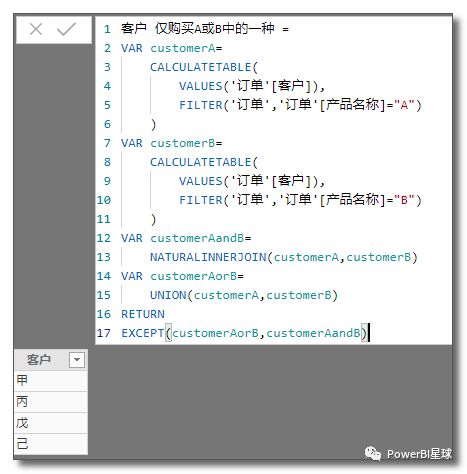 1 客户 仅购买A或B中的一种 =
2 VAR customerA=
3 CALCULATETABLE(
4 VALUES('订单'[客户]),
5 FILTER('订单','订单'[产品名称]="A")
6 )
7 VAR customerB=
8 CALCULATETABLE(
9 VALUES('订单'[客户]),
10 FILTER('订单','订单'[产品名称]="B")
11 )
12 VAR customerAandB=
13 NATURALINNERJOIN(customerA,customerB)
14 VAR customerAorB=
15 UNION(customerA,customerB)
16 RETURN
17 EXCEPT(customerAorB,customerAandB)
客户
甲
丙
戊
己
PowerBI星球